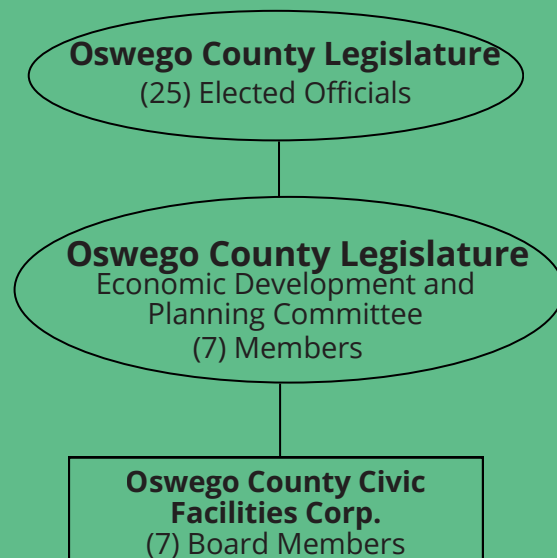 Oswego County Legislature
(25) Elected Officials
Oswego County Legislature
Economic Development and
Planning Committee
(7) Members
Oswego County Civic
Facilities Corp.
(7) Board Members